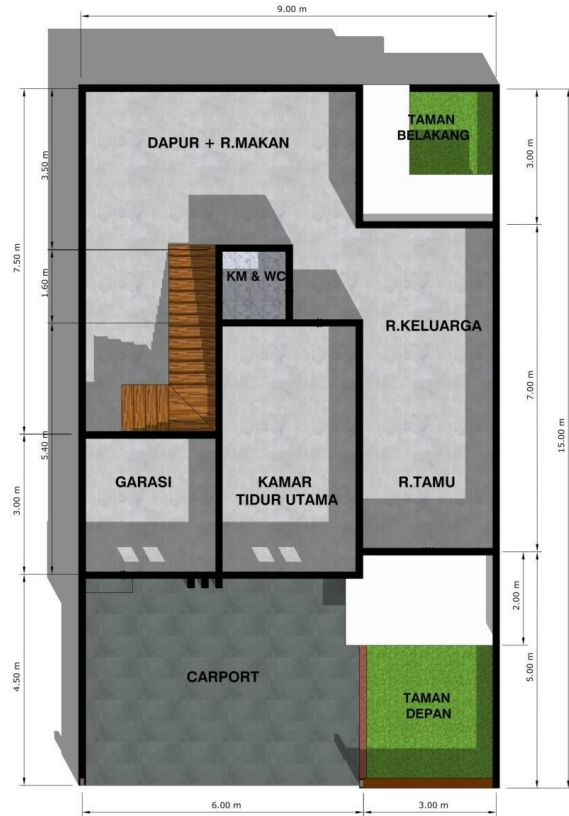 9.00 m
TAMAN
BELAKANG
DAPUR + R.MAKAN
3.50 m
3.00 m
7.50 m
1.60 m
KM & WC
R.KELUARGA
7.00 m
15.00 m
5.40 m
GARASI
KAMAR
TIDUR UTAMA
R.TAMU
3.00 m
2.00 m
4.50 m
CARPORT
5.00 m
TAMAN
DEPAN
6.00 m
3.00 m